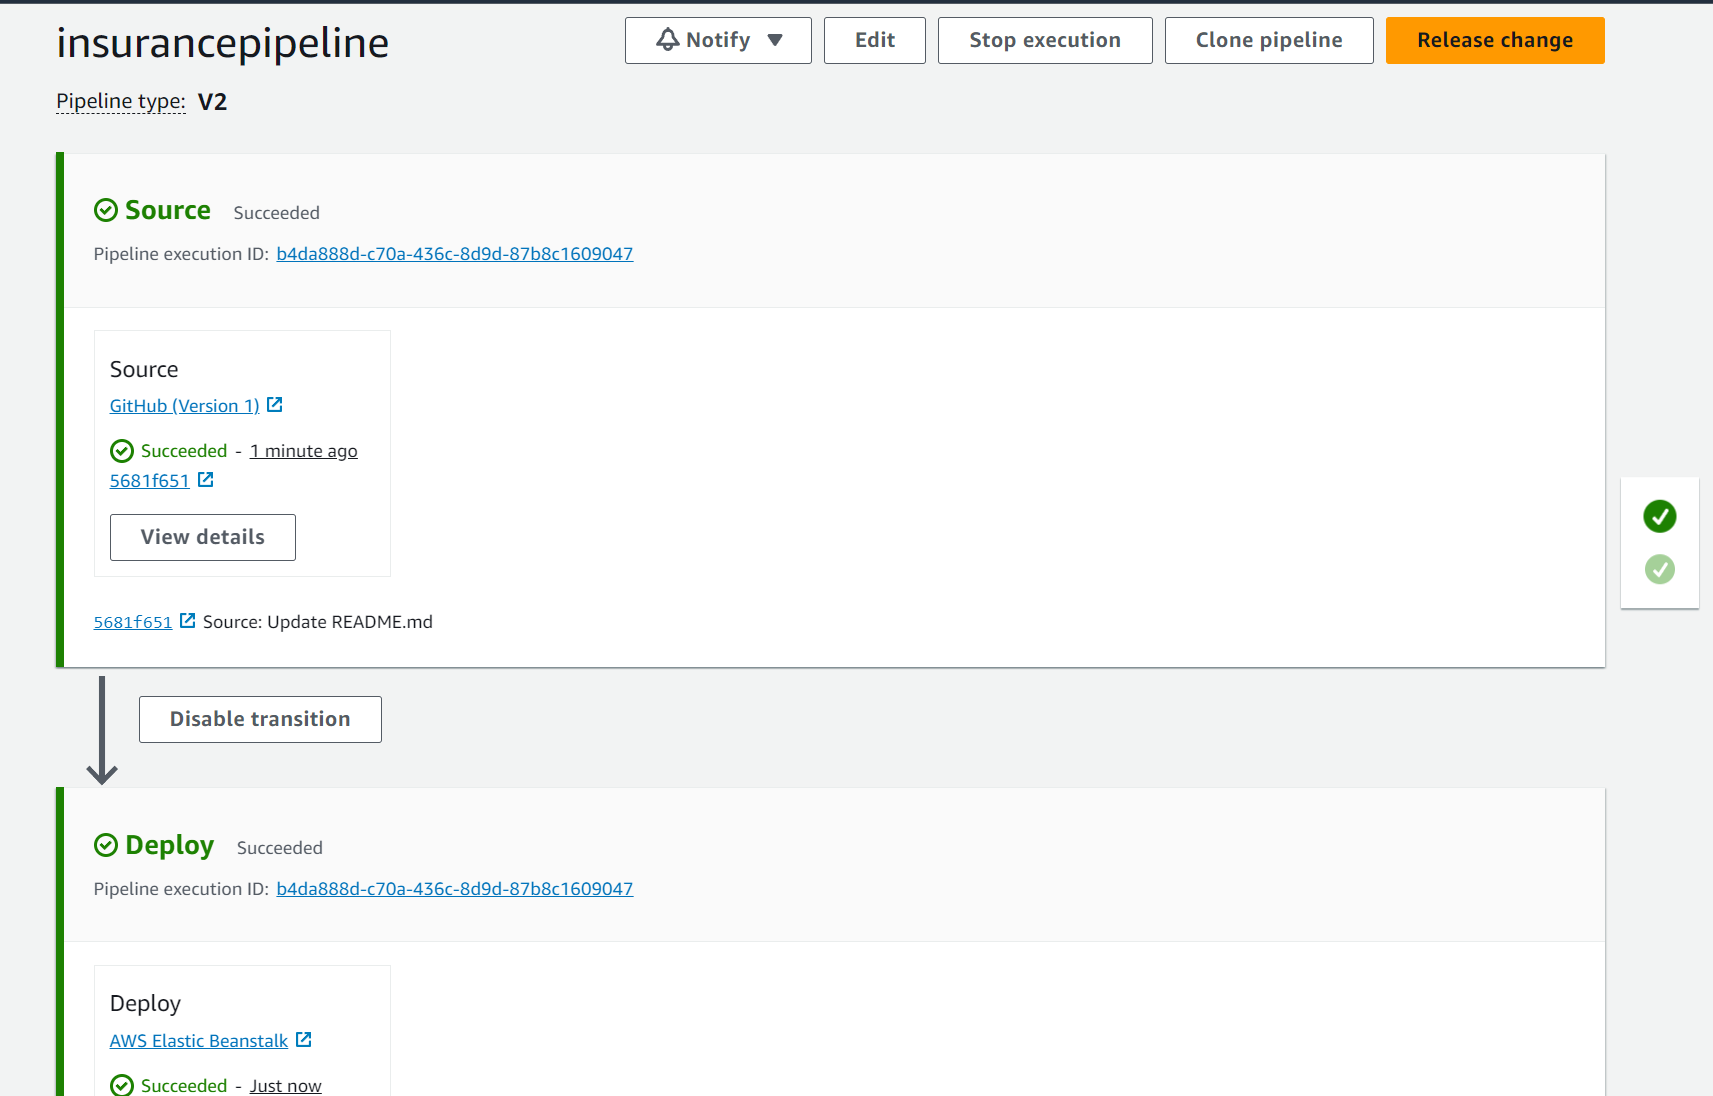 insurancepipeline
Notify
Edit
Stop execution
Clone pipeline
Release change
Pipeline type: V2
Source Succeeded
Pipeline execution ID: b4da888d-c70a-436c-8d9d-87b8c1609047
Source
GitHub (Version 1)
Succeeded - 1 minute ago
5681f651
View details
5681f651 Source: Update README.md
Disable transition
Deploy Succeeded
Pipeline execution ID: b4da888d-c70a-436c-8d9d-87b8c1609047
Deploy
AWS Elastic Beanstalk
Succeeded - Just now